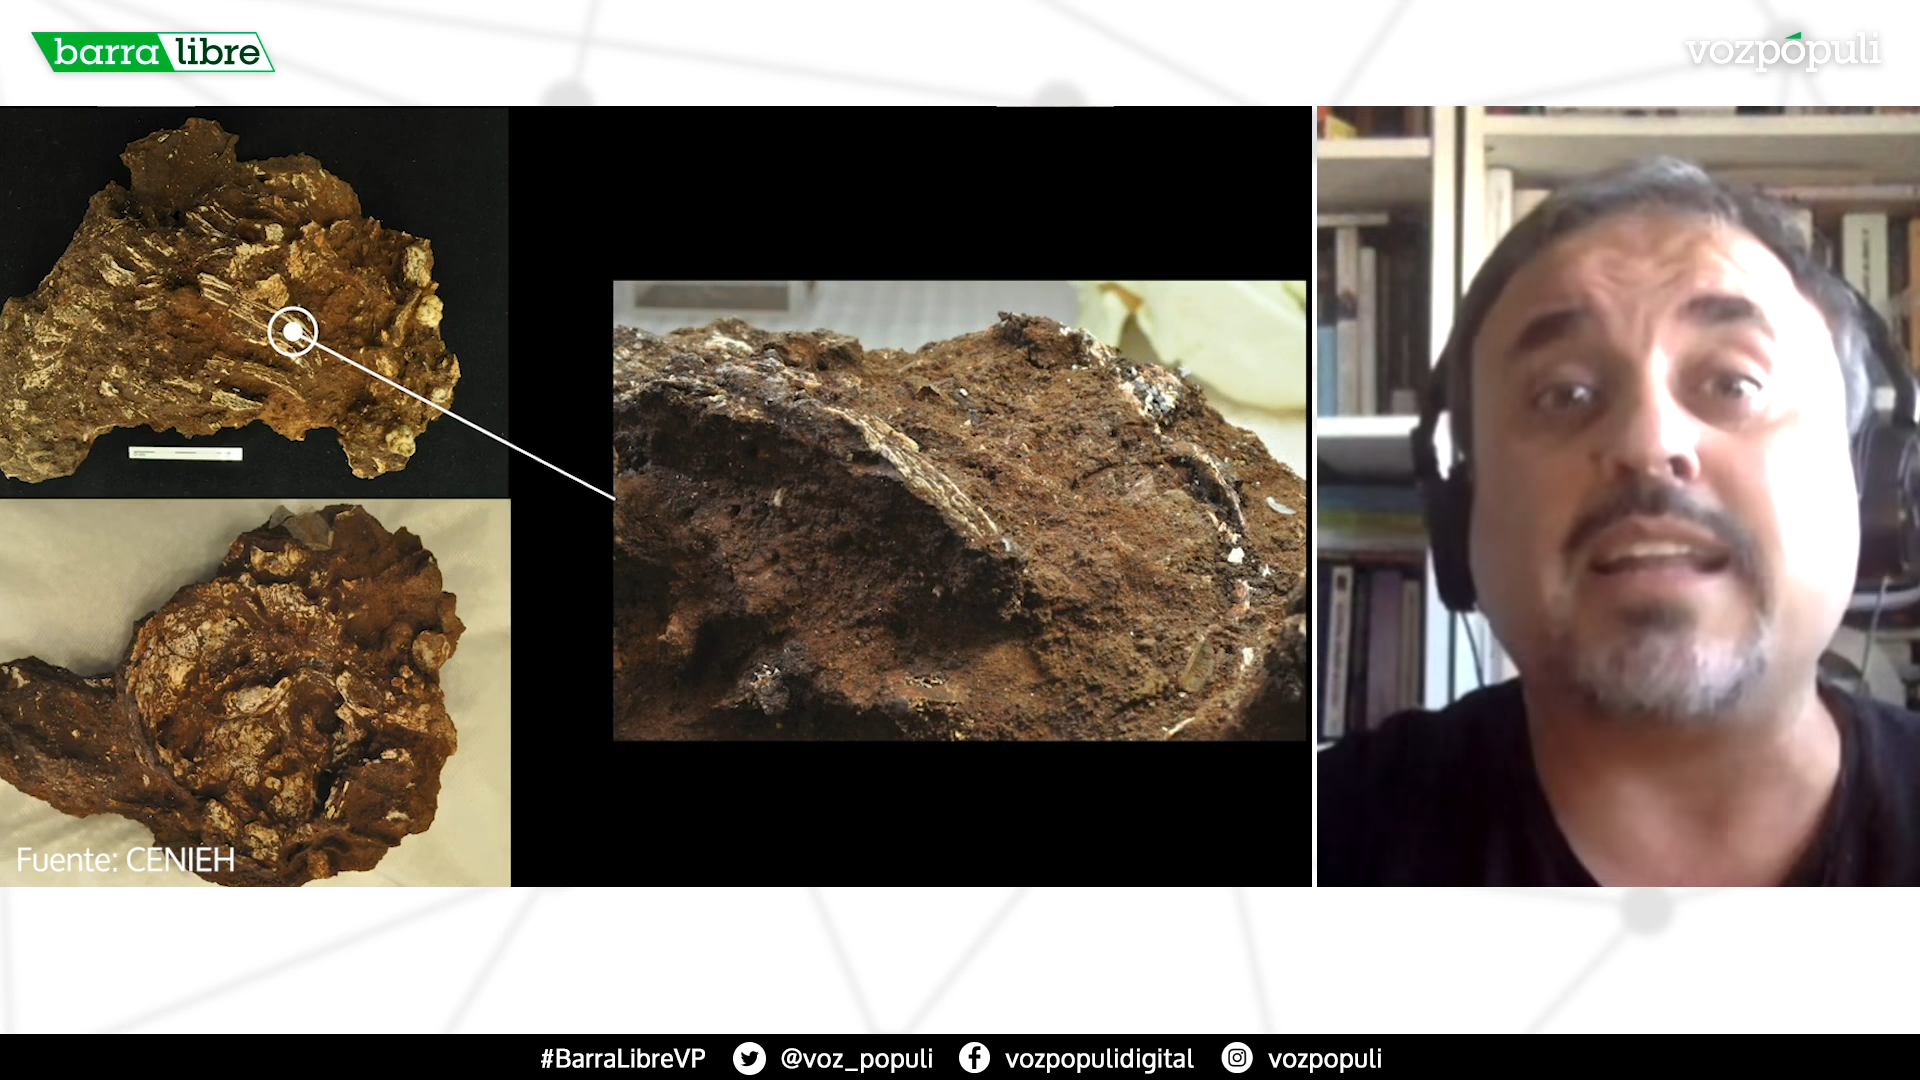 barra libre
vozpópuli
Fuente: CENIEH
#BarraLibreVP @voz_populi vozpopulidigital vozpopuli